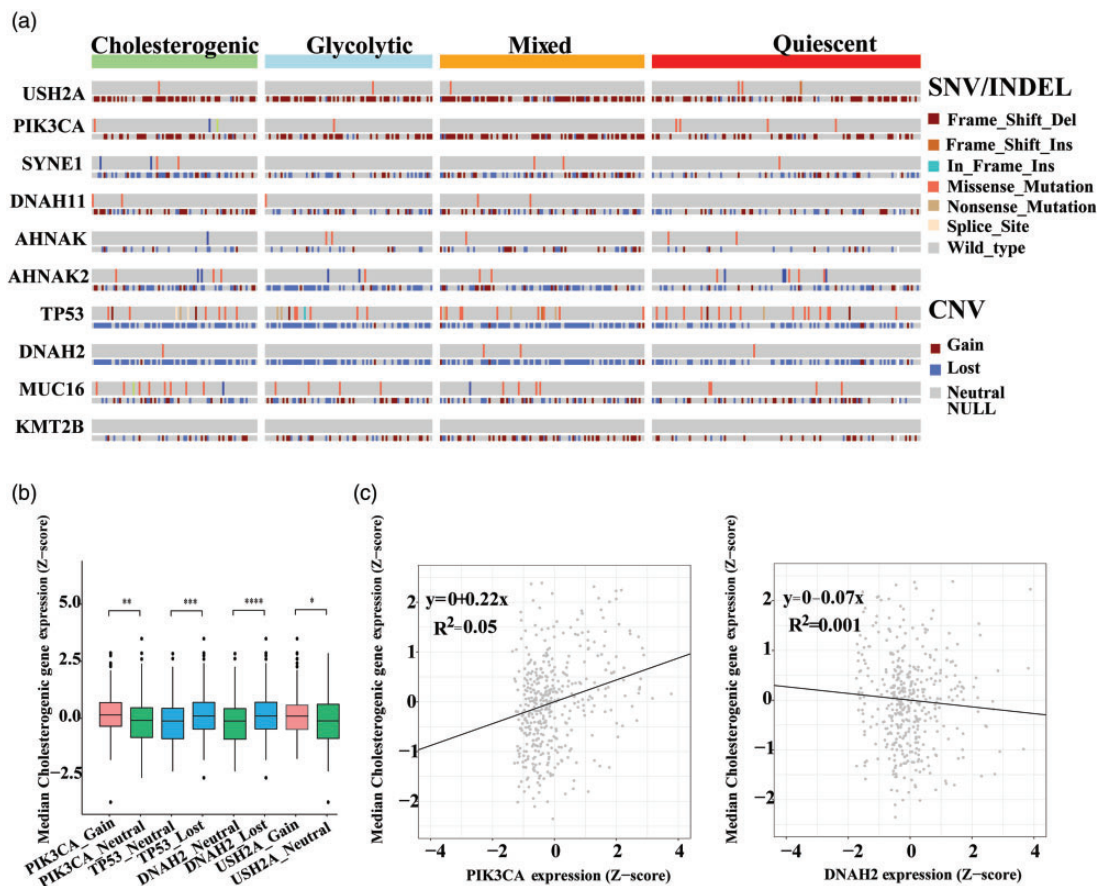 (a)
Cholesterogenic Glycolytic Mixed Quiescent
USH2A
PIK3CA
SYNE1
DNAH11
AHNAK
AHNAK2
TP53
DNAH2
MUC16
KMT2B
SNV/INDEL
Frame_Shift_Del
Frame_Shift_Ins
In_Frame_Ins
Missense_Mutation
Nonsense_Mutation
Splice_Site
Wild_type
CNV
Gain
Lost
Neutral
NULL
(b)
Median Cholesterogenic gene expression (Z−score)
5.0
2.5
0.0
−2.5
** *** **** *
PIK3CA_Gain
PIK3CA_Neutral
TP53_Neutral
TP53_Lost
DNAH2_Neutral
DNAH2_Lost
USH2A_Gain
USH2A_Neutral
(c)
Median Cholesterogenic gene expression (Z−score)
2
1
0
−1
−2
y=0+0.22x
R²=0.05
−4 −2 0 2 4
PIK3CA expression (Z−score)
Median Cholesterogenic gene expression (Z−score)
2
1
0
−1
−2
y=0−0.07x
R²=0.001
−4 −2 0 2 4
DNAH2 expression (Z−score)